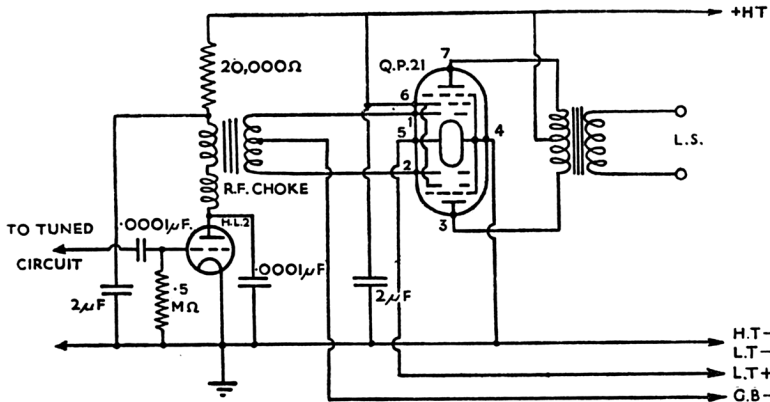 +HT
7
Q.P.21
20,000Ω
6
1
5
4
L.S.
2
R.F. CHOKE
3
TO TUNED
CIRCUIT
.0001µF.
H.L.2
.0001µF
.5
MΩ
2µF
2µF
H.T-
L.T-
L.T+
G.B-